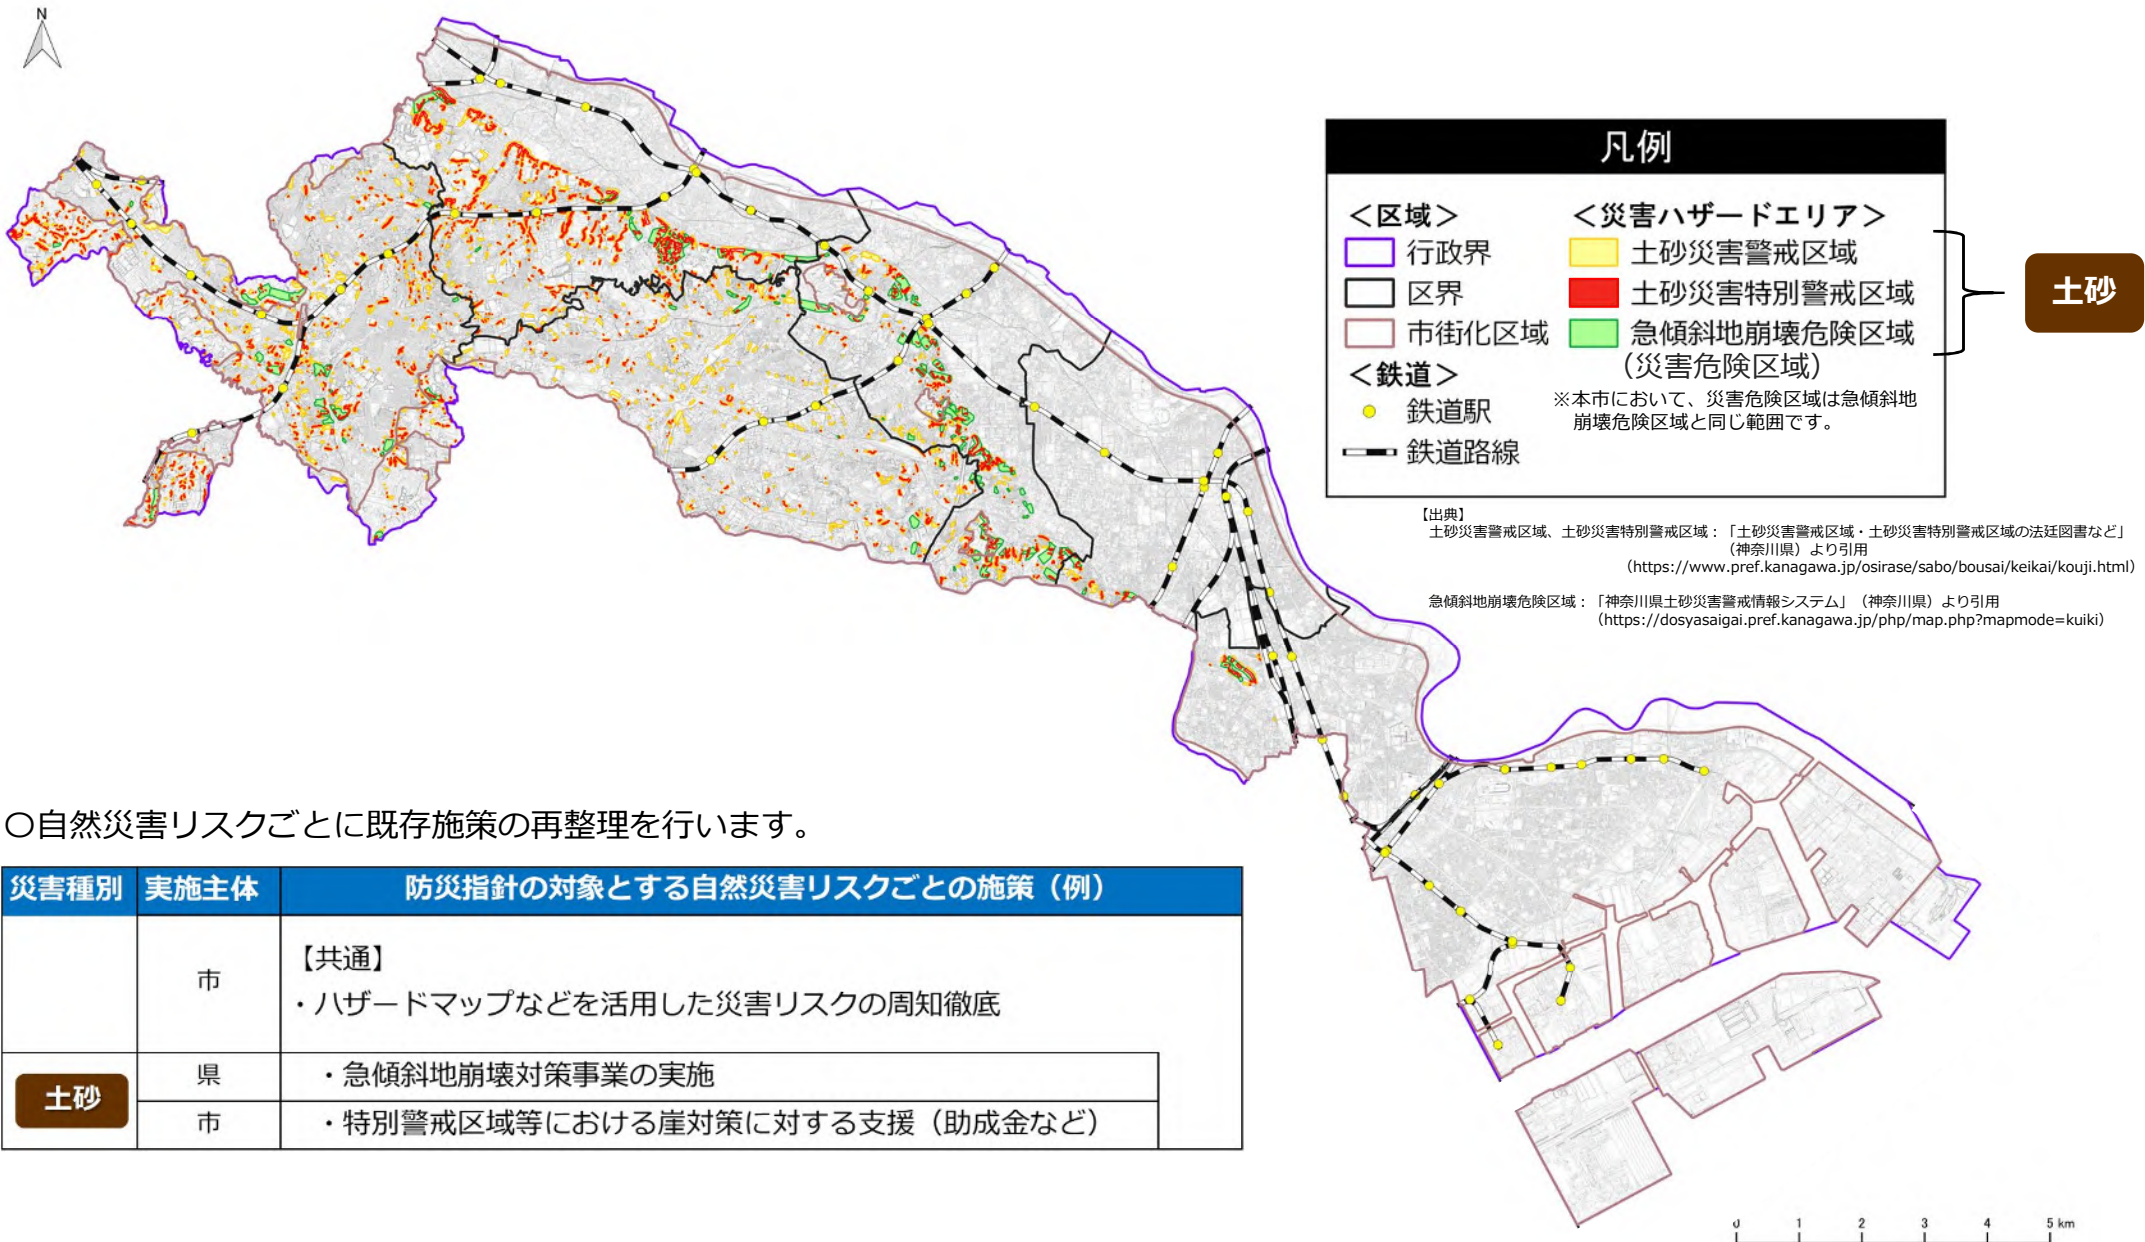 N
凡例
＜区域＞
行政界
区界
市街化区域
＜鉄道＞
鉄道駅
鉄道路線
＜災害ハザードエリア＞
土砂災害警戒区域
土砂災害特別警戒区域
急傾斜地崩壊危険区域
（災害危険区域）
※本市において、災害危険区域は急傾斜地
崩壊危険区域と同じ範囲です。
土砂
【出典】
土砂災害警戒区域、土砂災害特別警戒区域：「土砂災害警戒区域・土砂災害特別警戒区域の法廷図書など」
（神奈川県）より引用
（https://www.pref.kanagawa.jp/osirase/sabo/bousai/keikai/kouji.html）
急傾斜地崩壊危険区域：「神奈川県土砂災害警戒情報システム」（神奈川県）より引用
（https://dosyasaigai.pref.kanagawa.jp/php/map.php?mapmode=kuiki）
〇自然災害リスクごとに既存施策の再整理を行います。
災害種別 実施主体 防災指針の対象とする自然災害リスクごとの施策（例）
市
【共通】
・ハザードマップなどを活用した災害リスクの周知徹底
土砂
県 ・急傾斜地崩壊対策事業の実施
市 ・特別警戒区域等における崖対策に対する支援（助成金など）
0 1 2 3 4 5 km